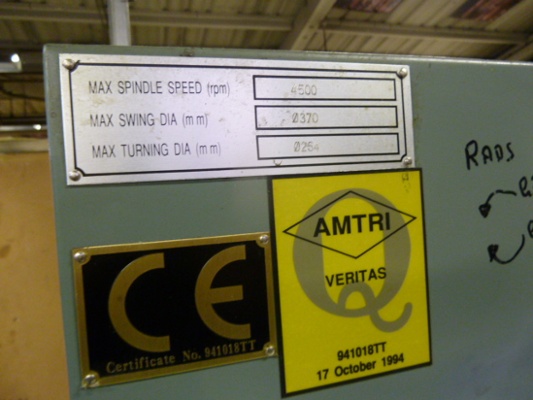 MAX SPINDLE SPEED (rpm) 4500
MAX SWING DIA (mm) Ø370
MAX TURNING DIA (mm) Ø254
RADS
AMTRI
VERITAS
Q
941018TT
17 October 1994
CE
Certificate No. 941018TT